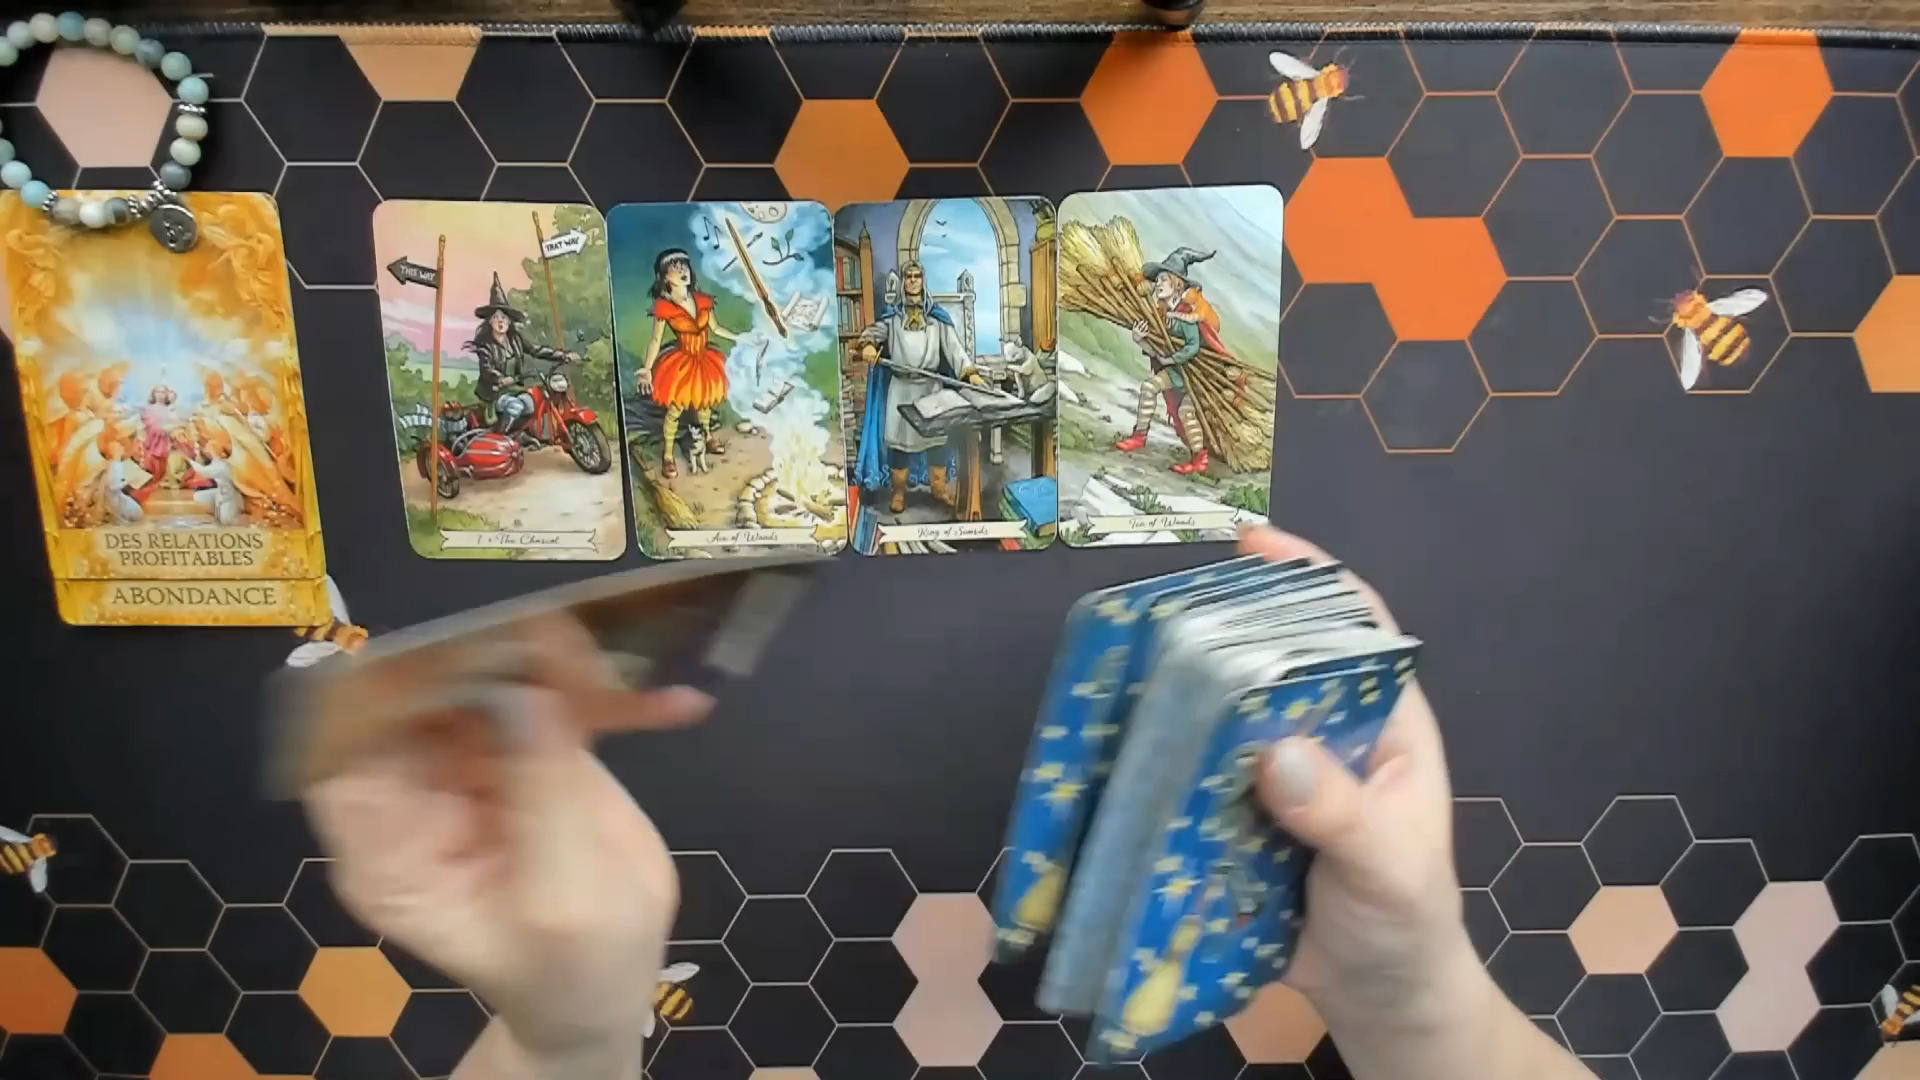 DES RELATIONS
PROFITABLES
ABONDANCE
THIS WAY
THAT WAY
7 • The Chariot
Ace of Wands
King of Swords
Ten of Wands